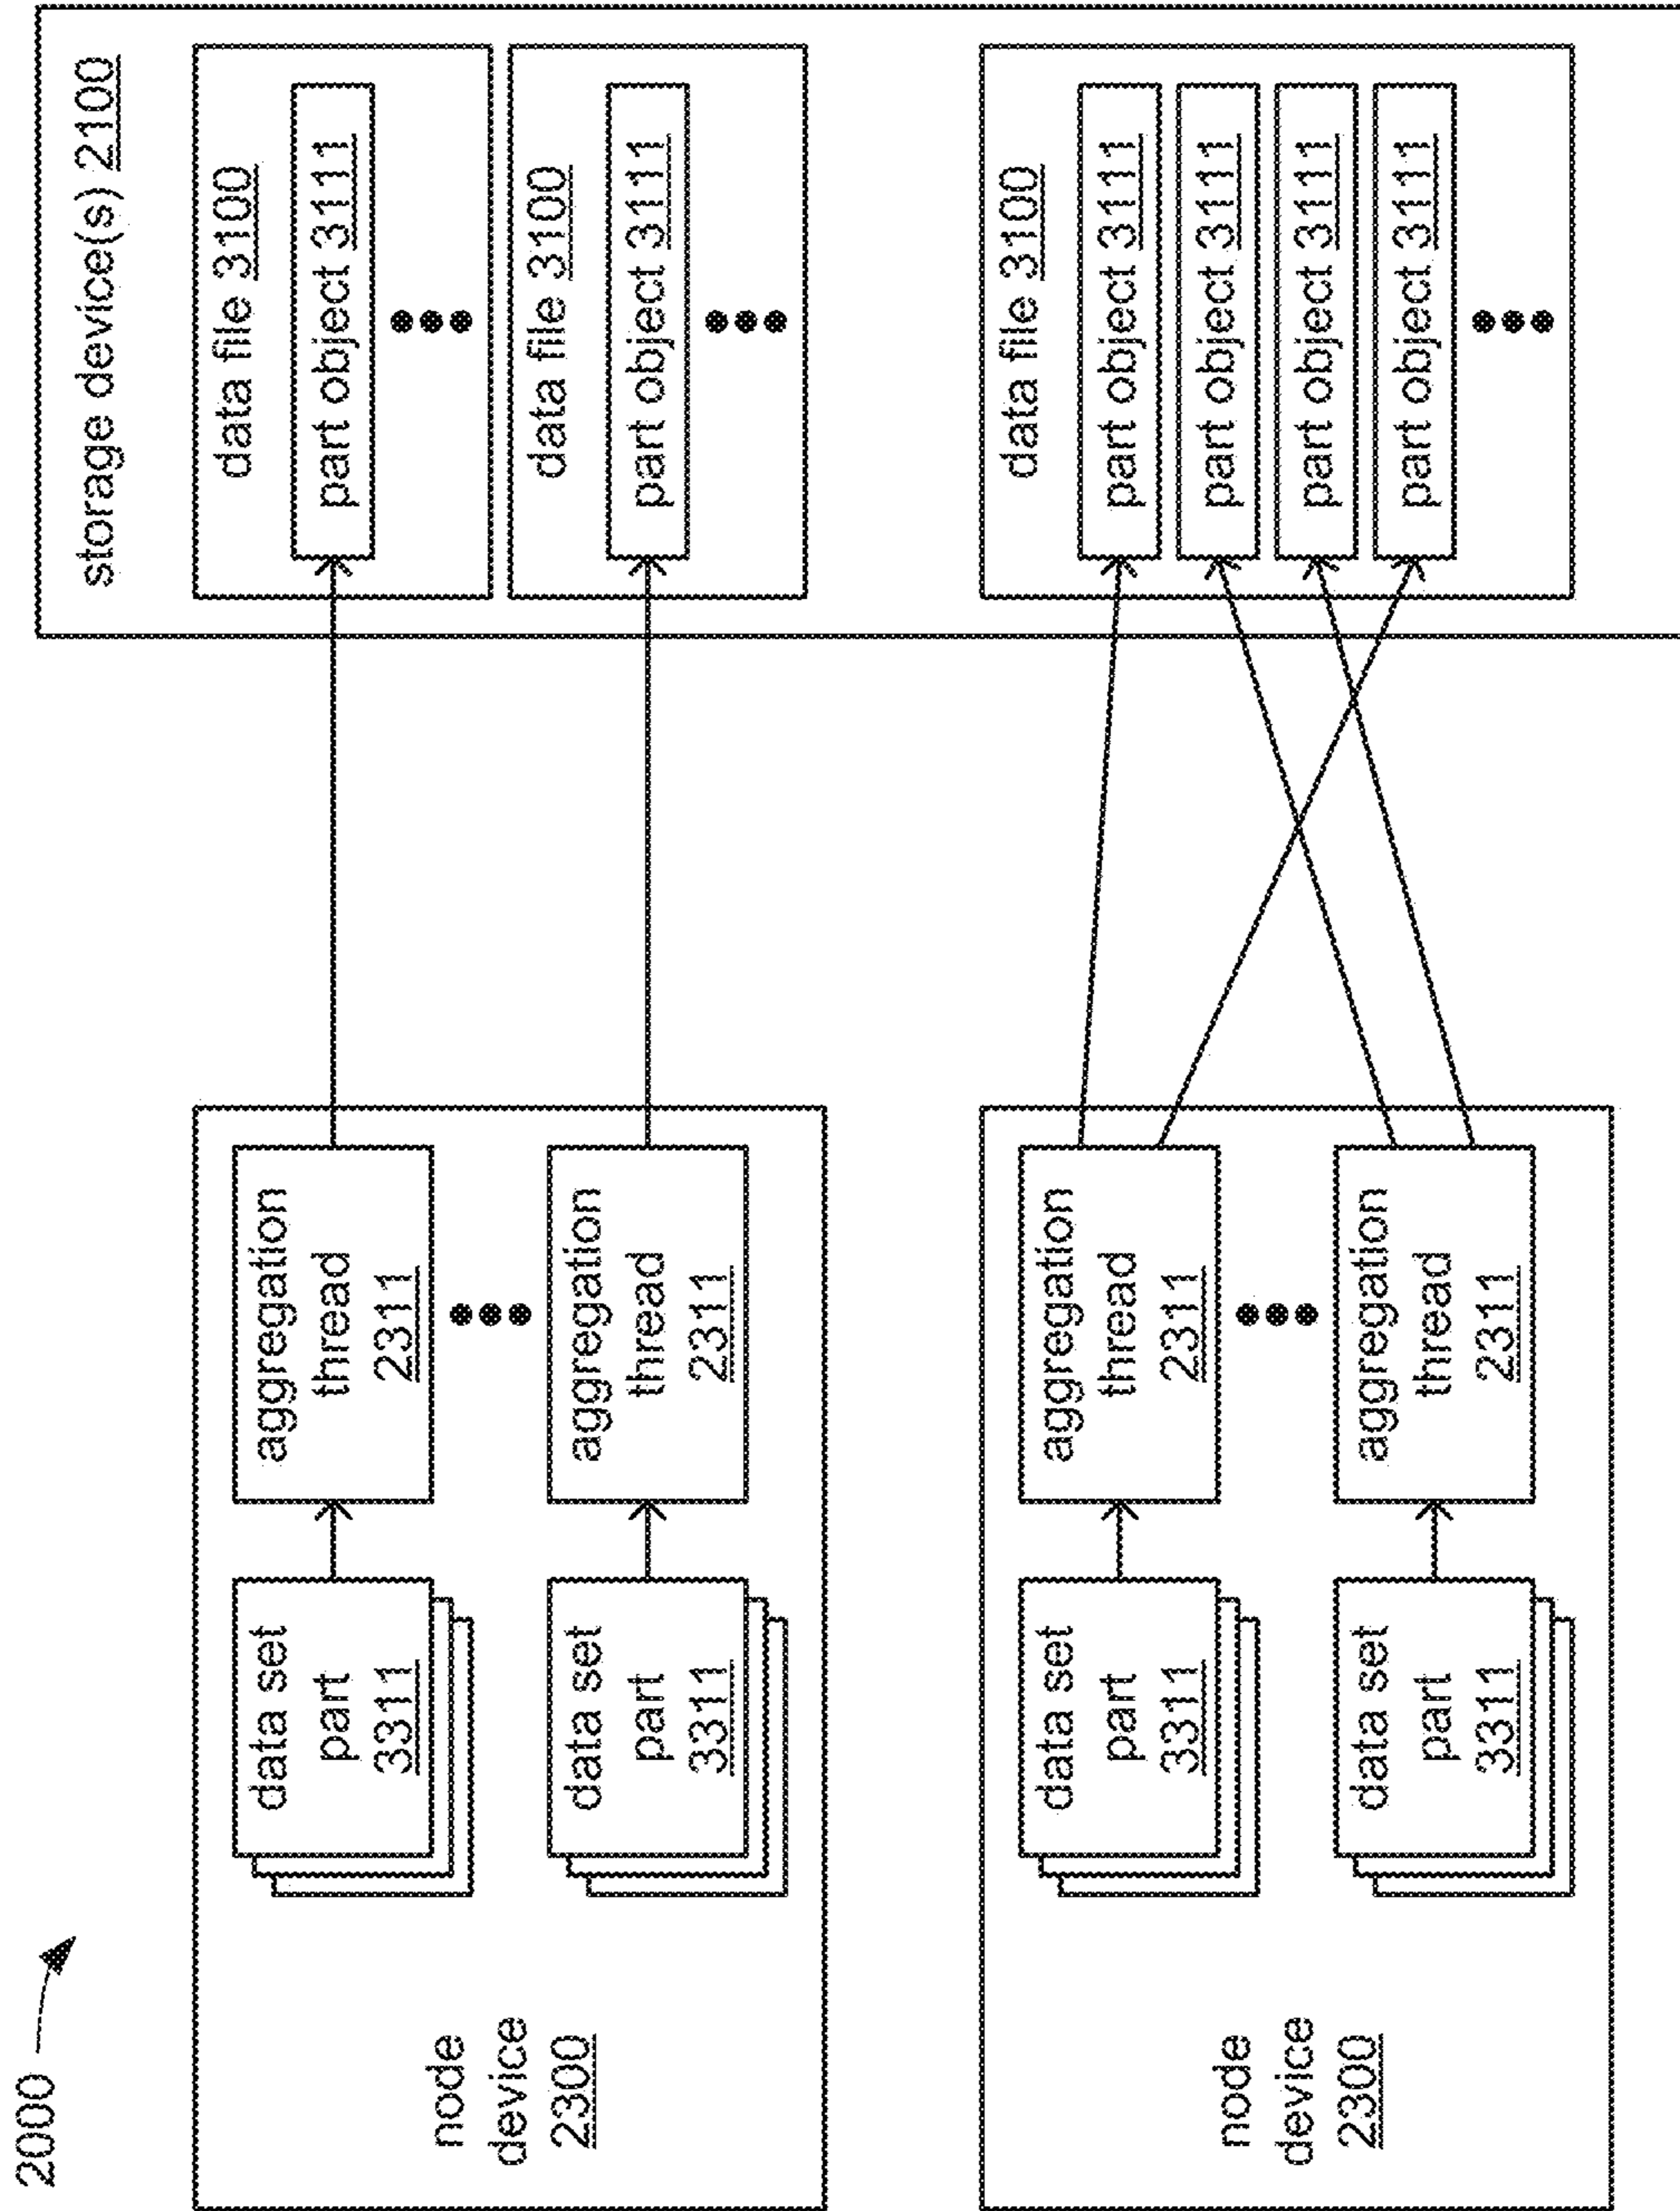 2000
node
device
2300
data set
part
3311
aggregation
thread
2311
data set
part
3311
aggregation
thread
2311
node
device
2300
data set
part
3311
aggregation
thread
2311
data set
part
3311
aggregation
thread
2311
storage device(s) 2100
data file 3100
part object 3111
data file 3100
part object 3111
data file 3100
part object 3111
part object 3111
part object 3111
part object 3111